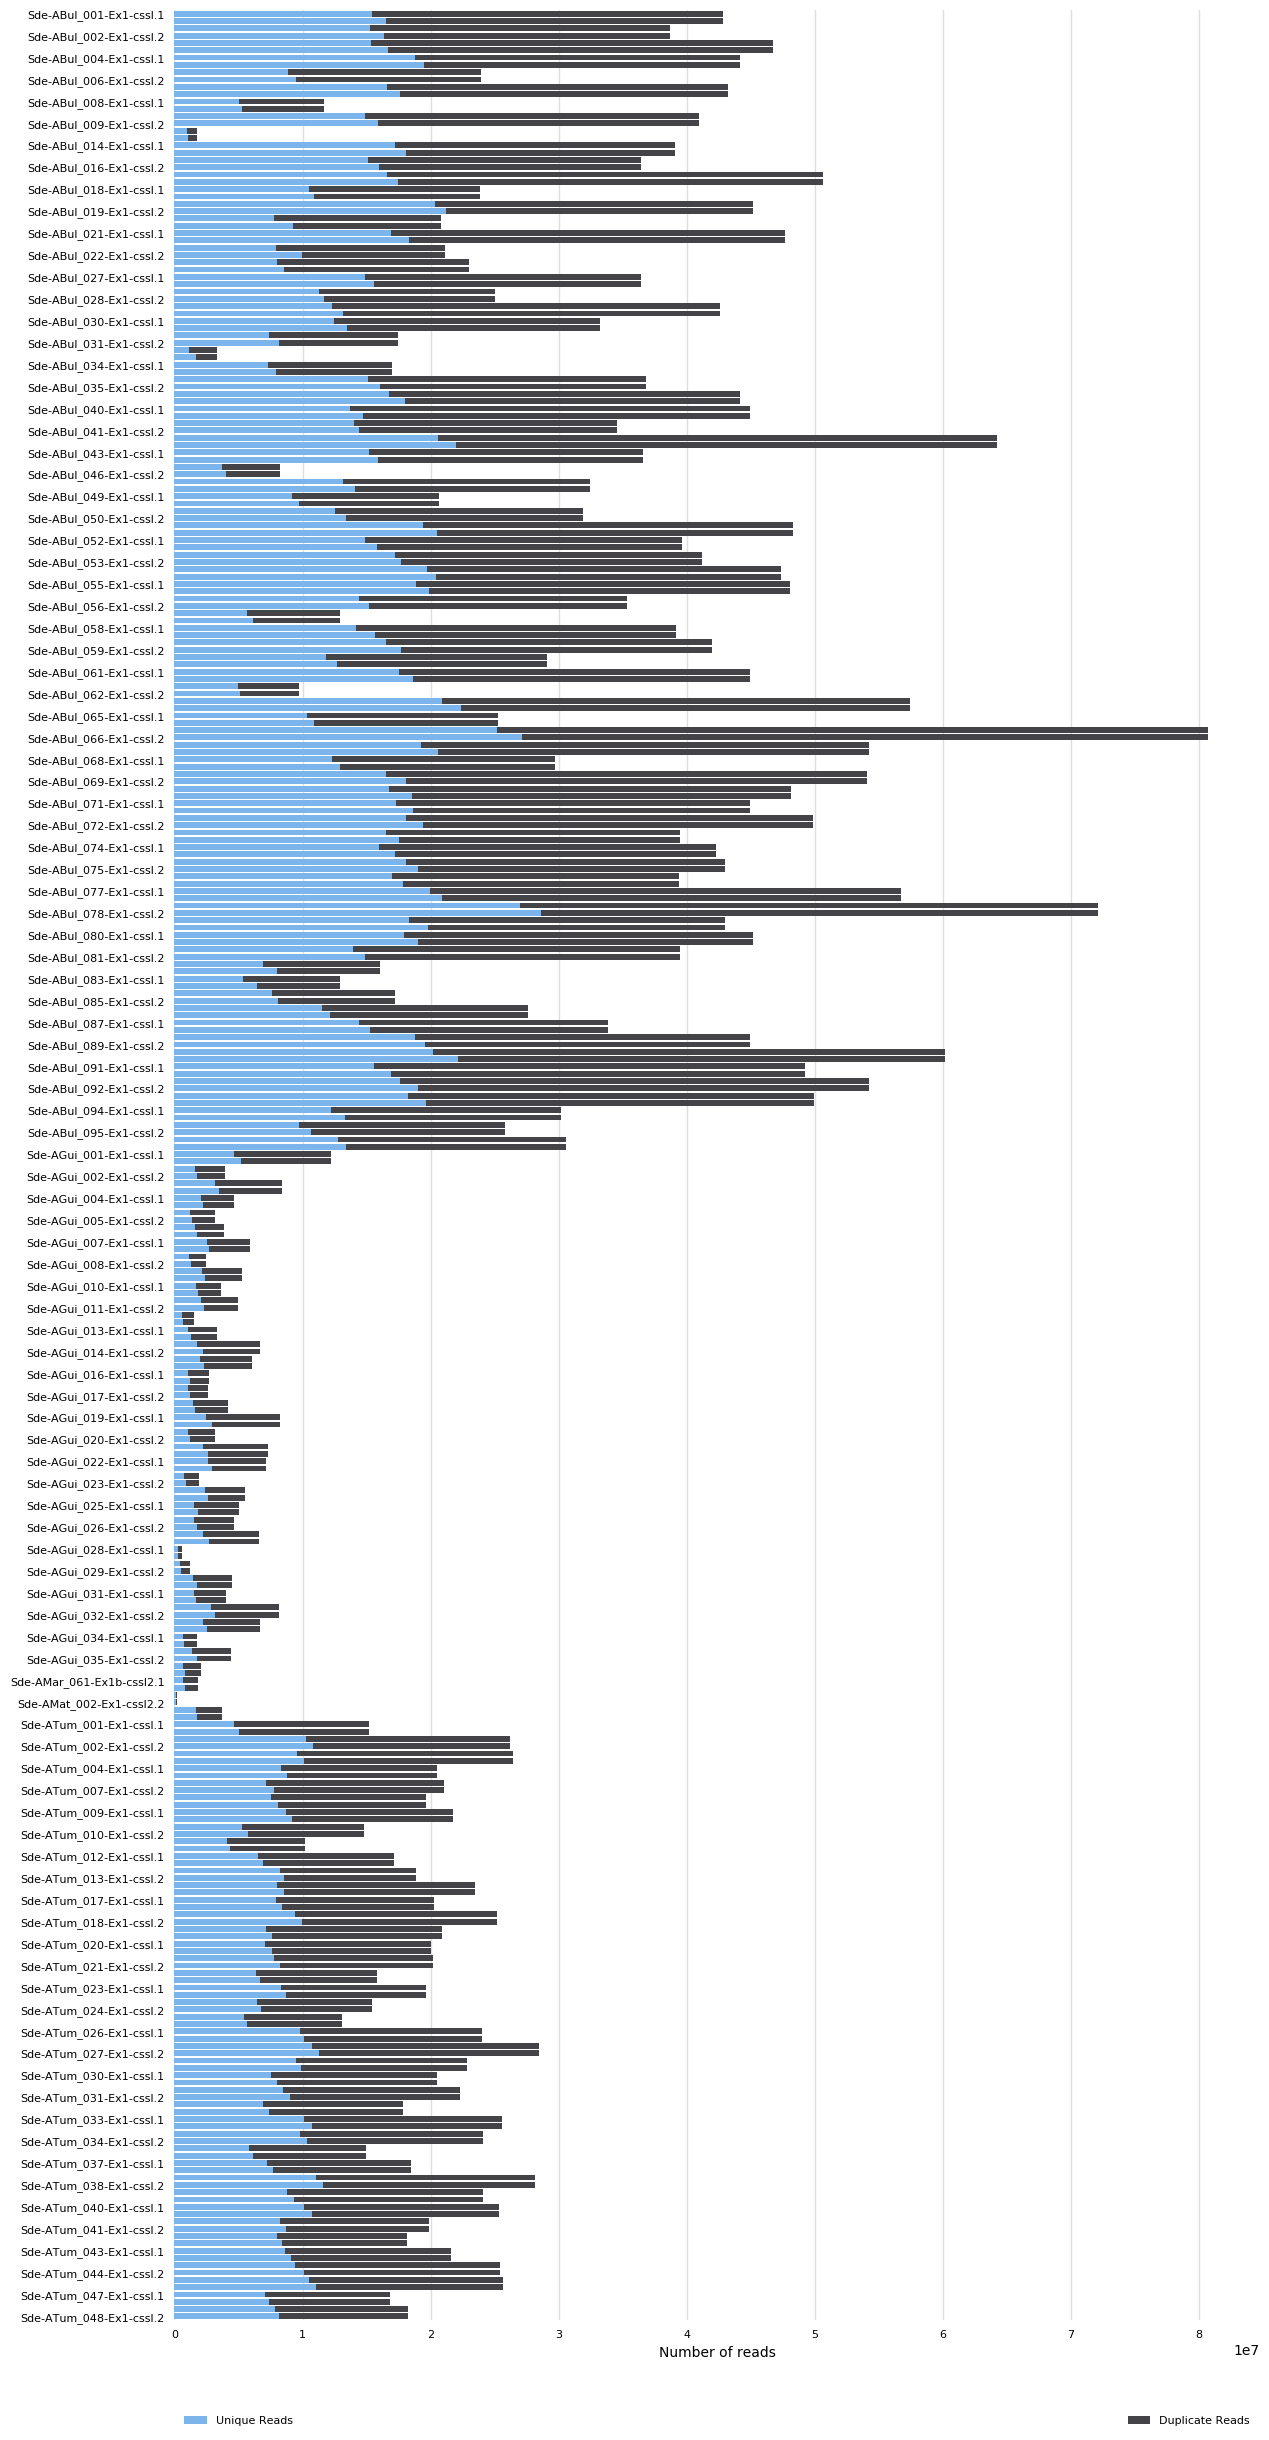 Sde-ABul_001-Ex1-cssl.1
Sde-ABul_002-Ex1-cssl.2
Sde-ABul_004-Ex1-cssl.1
Sde-ABul_006-Ex1-cssl.2
Sde-ABul_008-Ex1-cssl.1
Sde-ABul_009-Ex1-cssl.2
Sde-ABul_014-Ex1-cssl.1
Sde-ABul_016-Ex1-cssl.2
Sde-ABul_018-Ex1-cssl.1
Sde-ABul_019-Ex1-cssl.2
Sde-ABul_021-Ex1-cssl.1
Sde-ABul_022-Ex1-cssl.2
Sde-ABul_027-Ex1-cssl.1
Sde-ABul_028-Ex1-cssl.2
Sde-ABul_030-Ex1-cssl.1
Sde-ABul_031-Ex1-cssl.2
Sde-ABul_034-Ex1-cssl.1
Sde-ABul_035-Ex1-cssl.2
Sde-ABul_040-Ex1-cssl.1
Sde-ABul_041-Ex1-cssl.2
Sde-ABul_043-Ex1-cssl.1
Sde-ABul_046-Ex1-cssl.2
Sde-ABul_049-Ex1-cssl.1
Sde-ABul_050-Ex1-cssl.2
Sde-ABul_052-Ex1-cssl.1
Sde-ABul_053-Ex1-cssl.2
Sde-ABul_055-Ex1-cssl.1
Sde-ABul_056-Ex1-cssl.2
Sde-ABul_058-Ex1-cssl.1
Sde-ABul_059-Ex1-cssl.2
Sde-ABul_061-Ex1-cssl.1
Sde-ABul_062-Ex1-cssl.2
Sde-ABul_065-Ex1-cssl.1
Sde-ABul_066-Ex1-cssl.2
Sde-ABul_068-Ex1-cssl.1
Sde-ABul_069-Ex1-cssl.2
Sde-ABul_071-Ex1-cssl.1
Sde-ABul_072-Ex1-cssl.2
Sde-ABul_074-Ex1-cssl.1
Sde-ABul_075-Ex1-cssl.2
Sde-ABul_077-Ex1-cssl.1
Sde-ABul_078-Ex1-cssl.2
Sde-ABul_080-Ex1-cssl.1
Sde-ABul_081-Ex1-cssl.2
Sde-ABul_083-Ex1-cssl.1
Sde-ABul_085-Ex1-cssl.2
Sde-ABul_087-Ex1-cssl.1
Sde-ABul_089-Ex1-cssl.2
Sde-ABul_091-Ex1-cssl.1
Sde-ABul_092-Ex1-cssl.2
Sde-ABul_094-Ex1-cssl.1
Sde-ABul_095-Ex1-cssl.2
Sde-AGui_001-Ex1-cssl.1
Sde-AGui_002-Ex1-cssl.2
Sde-AGui_004-Ex1-cssl.1
Sde-AGui_005-Ex1-cssl.2
Sde-AGui_007-Ex1-cssl.1
Sde-AGui_008-Ex1-cssl.2
Sde-AGui_010-Ex1-cssl.1
Sde-AGui_011-Ex1-cssl.2
Sde-AGui_013-Ex1-cssl.1
Sde-AGui_014-Ex1-cssl.2
Sde-AGui_016-Ex1-cssl.1
Sde-AGui_017-Ex1-cssl.2
Sde-AGui_019-Ex1-cssl.1
Sde-AGui_020-Ex1-cssl.2
Sde-AGui_022-Ex1-cssl.1
Sde-AGui_023-Ex1-cssl.2
Sde-AGui_025-Ex1-cssl.1
Sde-AGui_026-Ex1-cssl.2
Sde-AGui_028-Ex1-cssl.1
Sde-AGui_029-Ex1-cssl.2
Sde-AGui_031-Ex1-cssl.1
Sde-AGui_032-Ex1-cssl.2
Sde-AGui_034-Ex1-cssl.1
Sde-AGui_035-Ex1-cssl.2
Sde-AMar_061-Ex1b-cssl2.1
Sde-AMat_002-Ex1-cssl2.2
Sde-ATum_001-Ex1-cssl.1
Sde-ATum_002-Ex1-cssl.2
Sde-ATum_004-Ex1-cssl.1
Sde-ATum_007-Ex1-cssl.2
Sde-ATum_009-Ex1-cssl.1
Sde-ATum_010-Ex1-cssl.2
Sde-ATum_012-Ex1-cssl.1
Sde-ATum_013-Ex1-cssl.2
Sde-ATum_017-Ex1-cssl.1
Sde-ATum_018-Ex1-cssl.2
Sde-ATum_020-Ex1-cssl.1
Sde-ATum_021-Ex1-cssl.2
Sde-ATum_023-Ex1-cssl.1
Sde-ATum_024-Ex1-cssl.2
Sde-ATum_026-Ex1-cssl.1
Sde-ATum_027-Ex1-cssl.2
Sde-ATum_030-Ex1-cssl.1
Sde-ATum_031-Ex1-cssl.2
Sde-ATum_033-Ex1-cssl.1
Sde-ATum_034-Ex1-cssl.2
Sde-ATum_037-Ex1-cssl.1
Sde-ATum_038-Ex1-cssl.2
Sde-ATum_040-Ex1-cssl.1
Sde-ATum_041-Ex1-cssl.2
Sde-ATum_043-Ex1-cssl.1
Sde-ATum_044-Ex1-cssl.2
Sde-ATum_047-Ex1-cssl.1
Sde-ATum_048-Ex1-cssl.2
0 1 2 3 4 5 6 7 8
Number of reads
1e7
Unique Reads Duplicate Reads